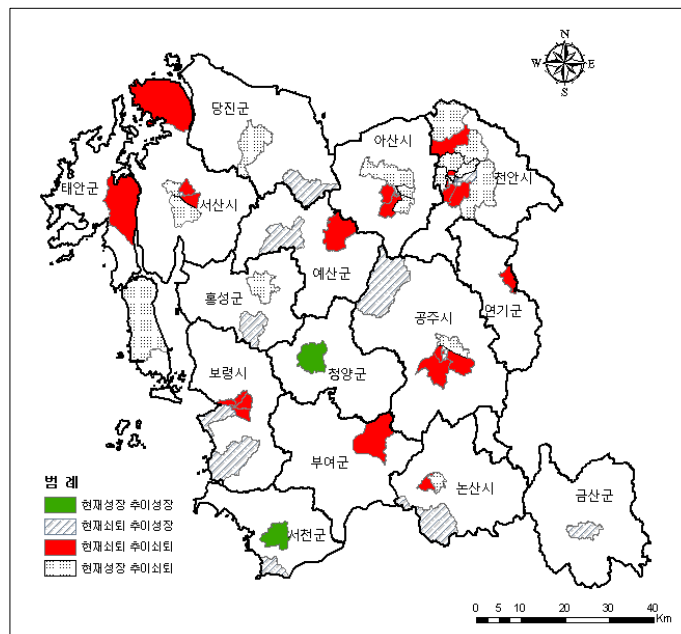 N
W E
S
당진군
아산시
천안시
태안군
서산시
예산군
연기군
홍성군
공주시
보령시
청양군
부여군
논산시
금산군
서천군
범 례
현재성장 추이성장
현재쇠퇴 추이성장
현재쇠퇴 추이쇠퇴
현재성장 추이쇠퇴
0 5 10 20 30 40
Km